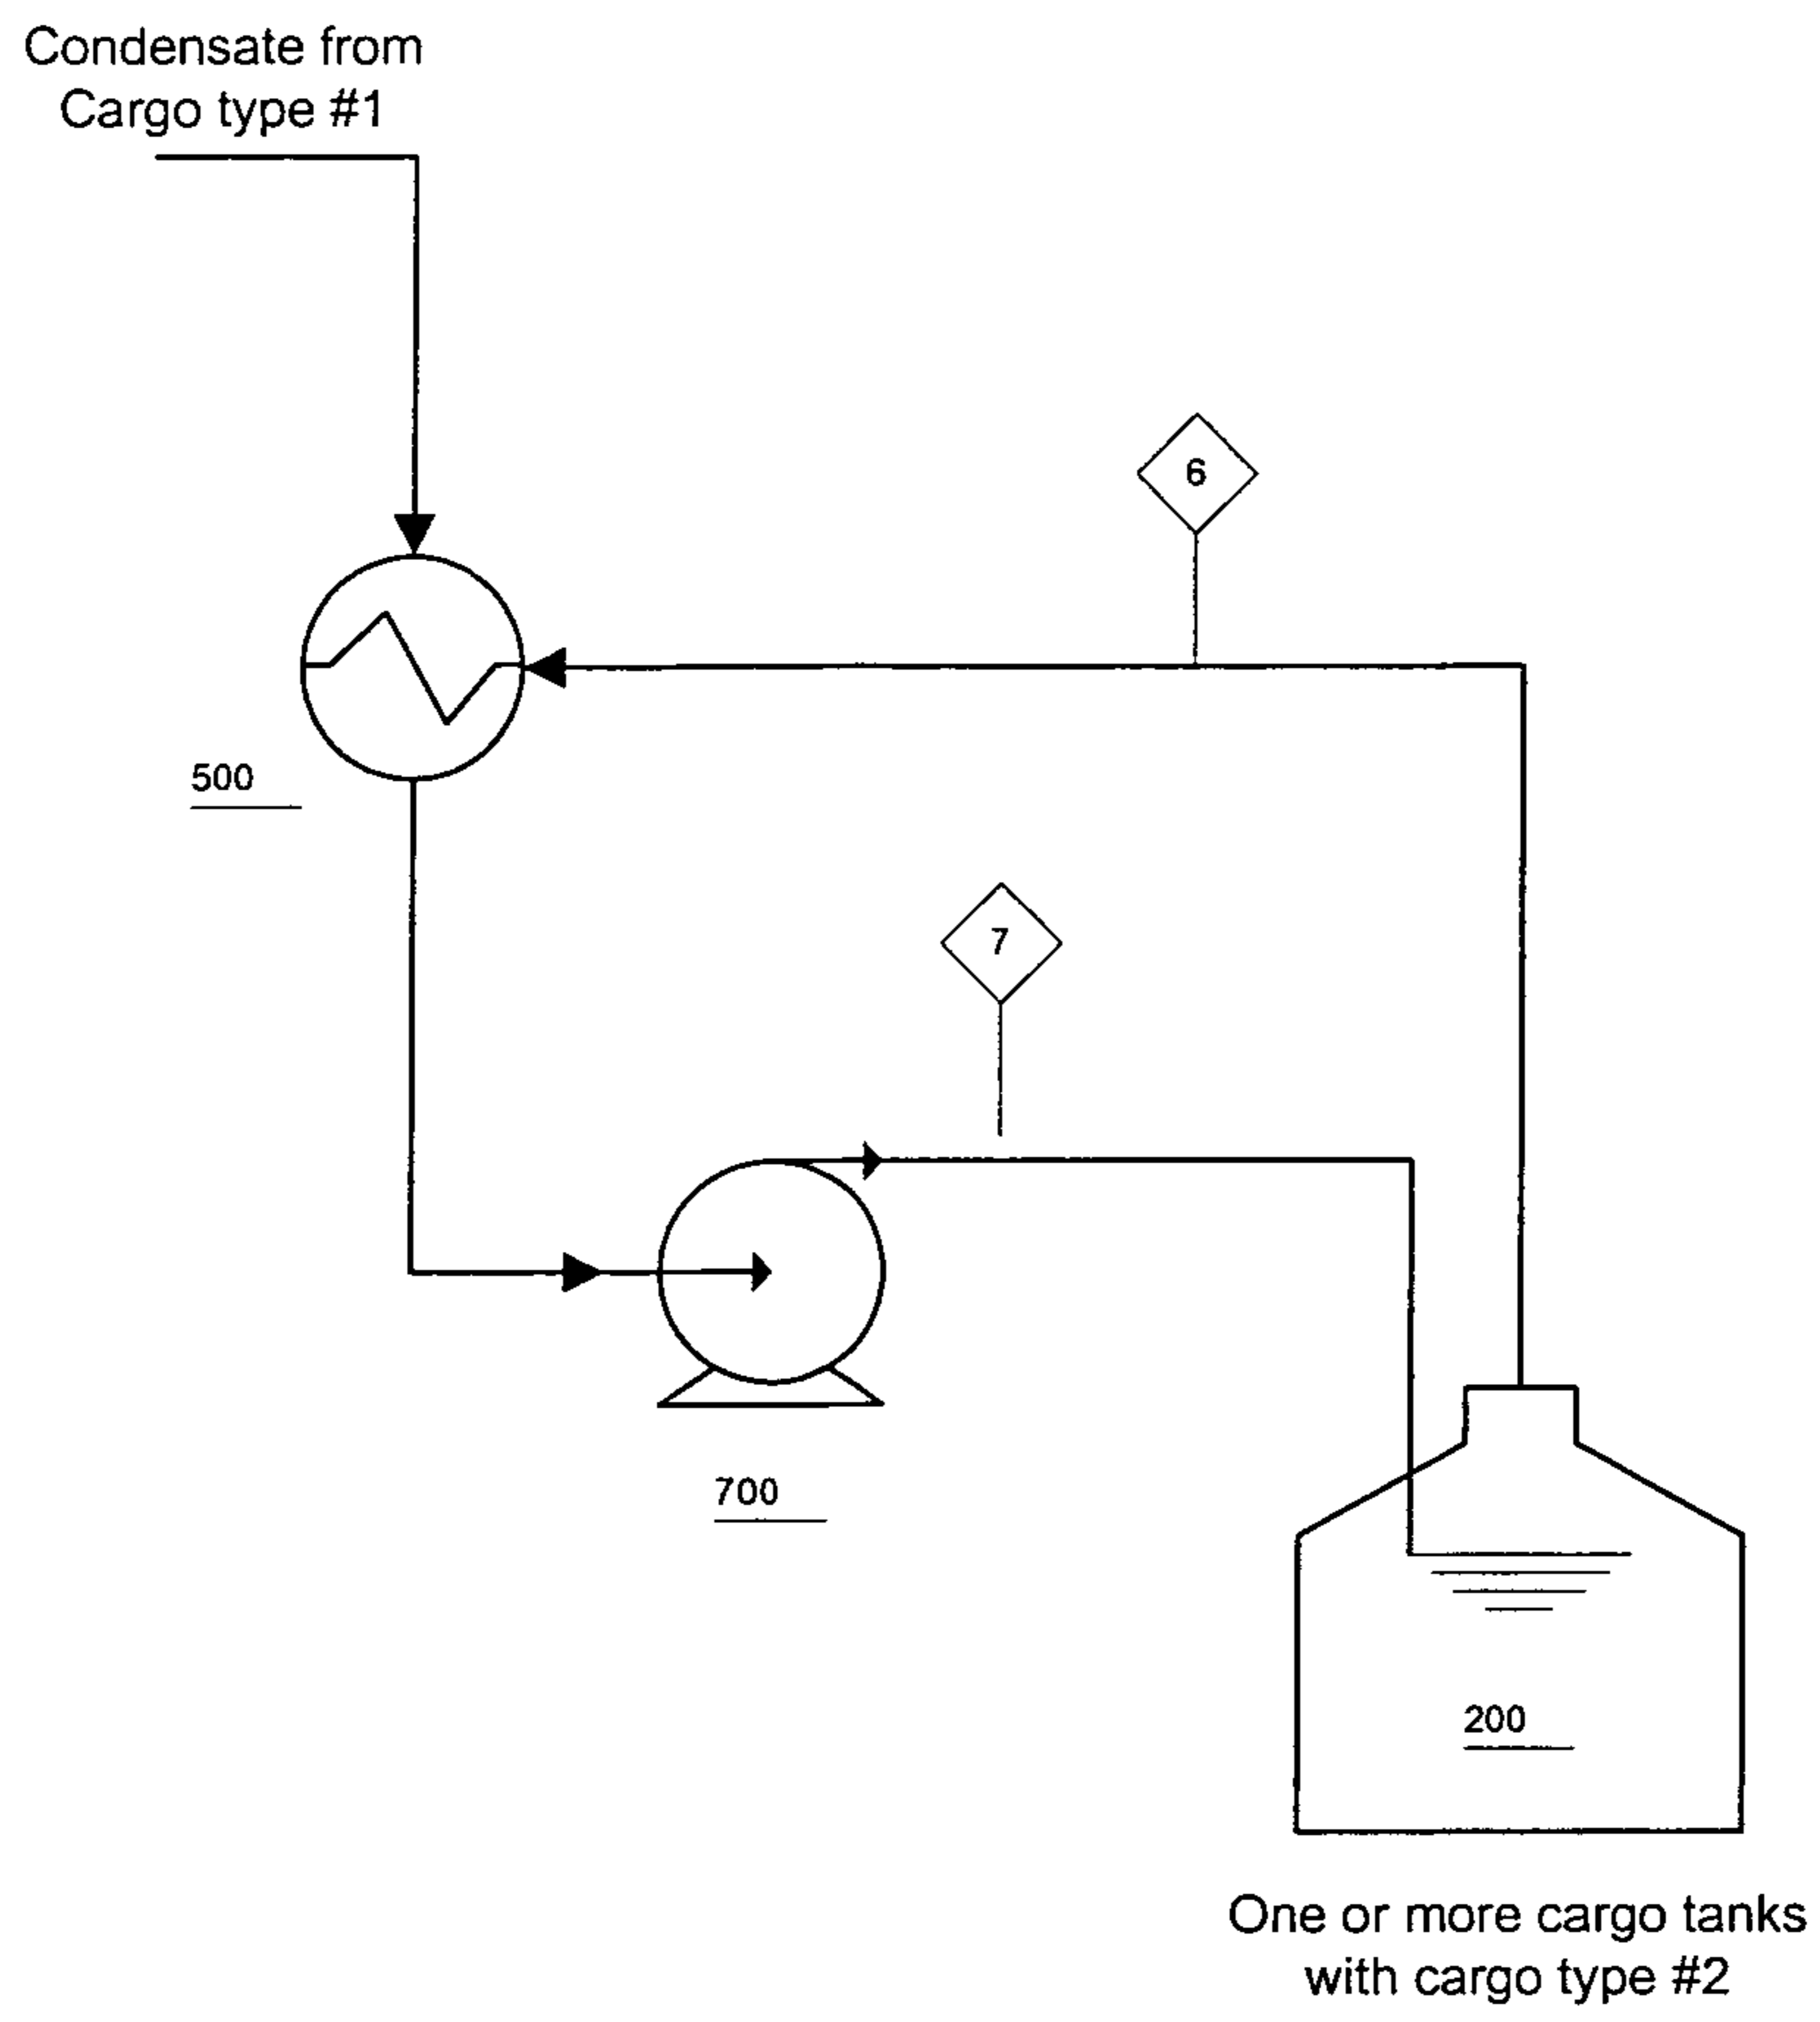 Condensate from
Cargo type #1
6
500
7
700
200
One or more cargo tanks
with cargo type #2